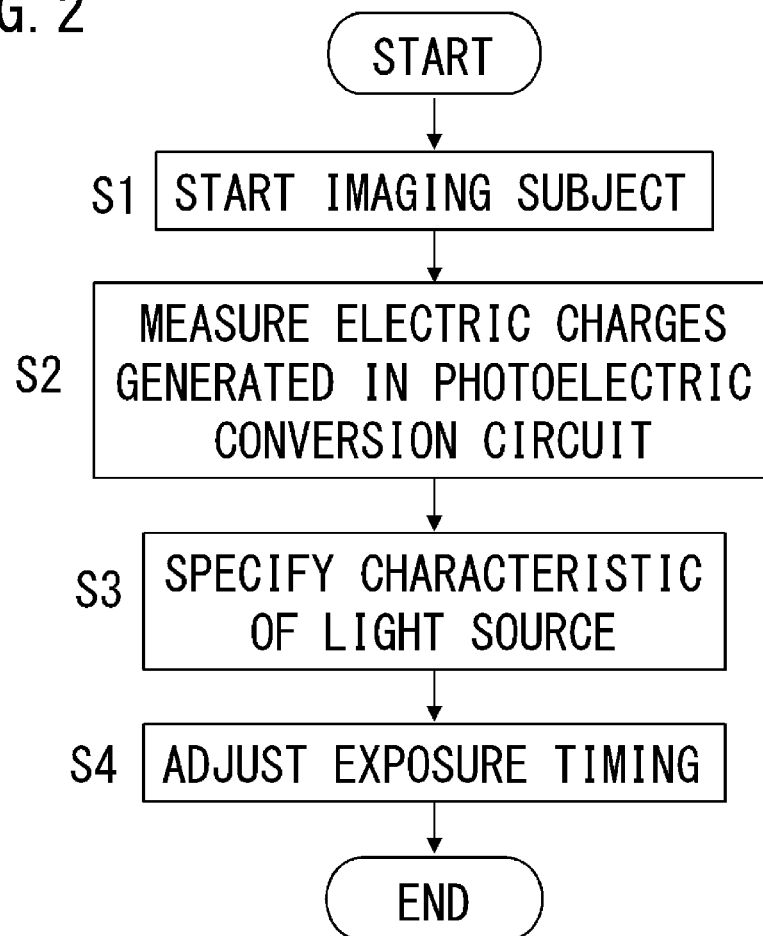 G. 2
START
S1 START IMAGING SUBJECT
S2 MEASURE ELECTRIC CHARGES
GENERATED IN PHOTOELECTRIC
CONVERSION CIRCUIT
S3 SPECIFY CHARACTERISTIC
OF LIGHT SOURCE
S4 ADJUST EXPOSURE TIMING
END